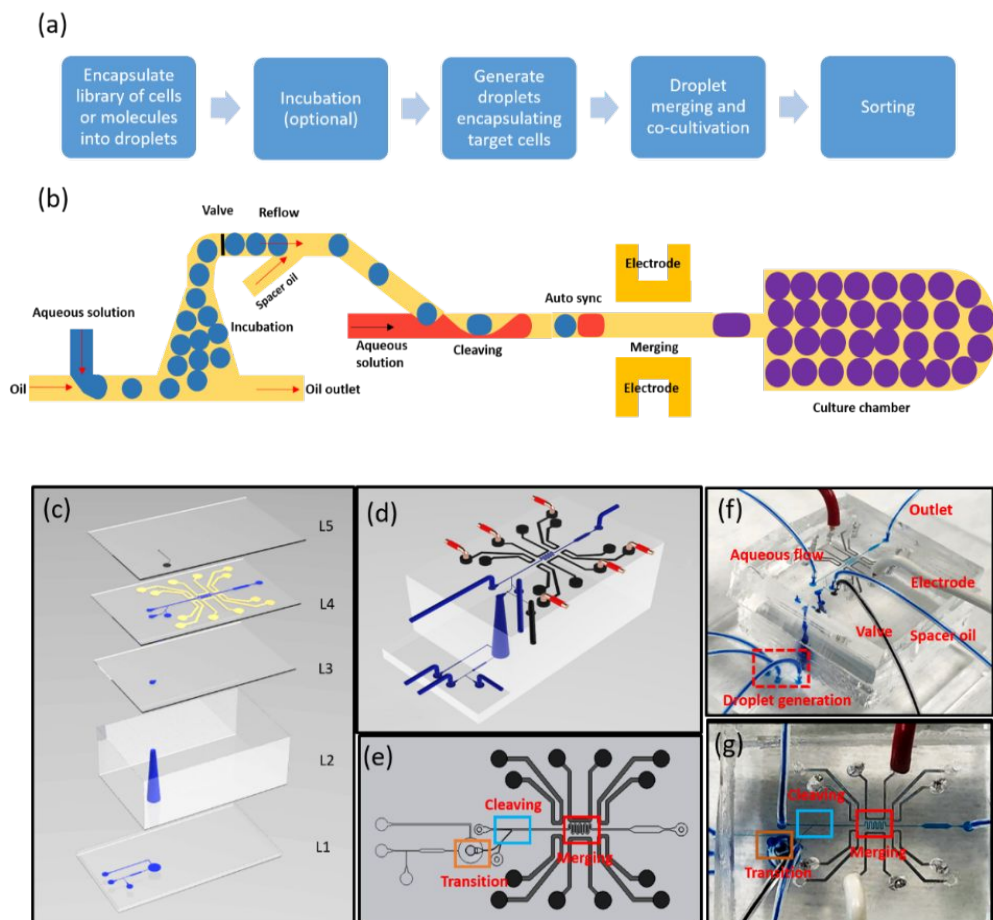 (a)
Encapsulate
library of cells
or molecules
into droplets
Incubation
(optional)
Generate
droplets
encapsulating
target cells
Droplet
merging and
co-cultivation
Sorting
(b)
Valve
Reflow
Spacer oil
Aqueous solution
Incubation
Oil
Oil outlet
Aqueous
solution
Cleaving
Auto sync
Electrode
Merging
Electrode
Culture chamber
(c)
L5
L4
L3
L2
L1
(d)
(e)
Cleaving
Transition
Merging
(f)
Outlet
Aqueous flow
Electrode
Valve
Spacer oil
Droplet generation
(g)
Cleaving
Transition
Merging